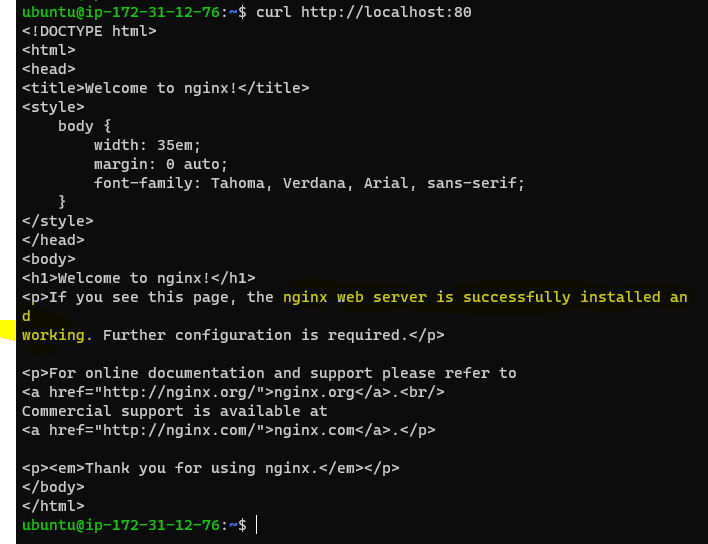 ubuntu@ip-172-31-12-76:~$ curl http://localhost:80
<!DOCTYPE html>
<html>
<head>
<title>Welcome to nginx!</title>
<style>
    body {
        width: 35em;
        margin: 0 auto;
        font-family: Tahoma, Verdana, Arial, sans-serif;
    }
</style>
</head>
<body>
<h1>Welcome to nginx!</h1>
<p>If you see this page, the nginx web server is successfully installed an
d
working. Further configuration is required.</p>

<p>For online documentation and support please refer to
<a href="http://nginx.org/">nginx.org</a>.<br/>
Commercial support is available at
<a href="http://nginx.com/">nginx.com</a>.</p>

<p><em>Thank you for using nginx.</em></p>
</body>
</html>
ubuntu@ip-172-31-12-76:~$